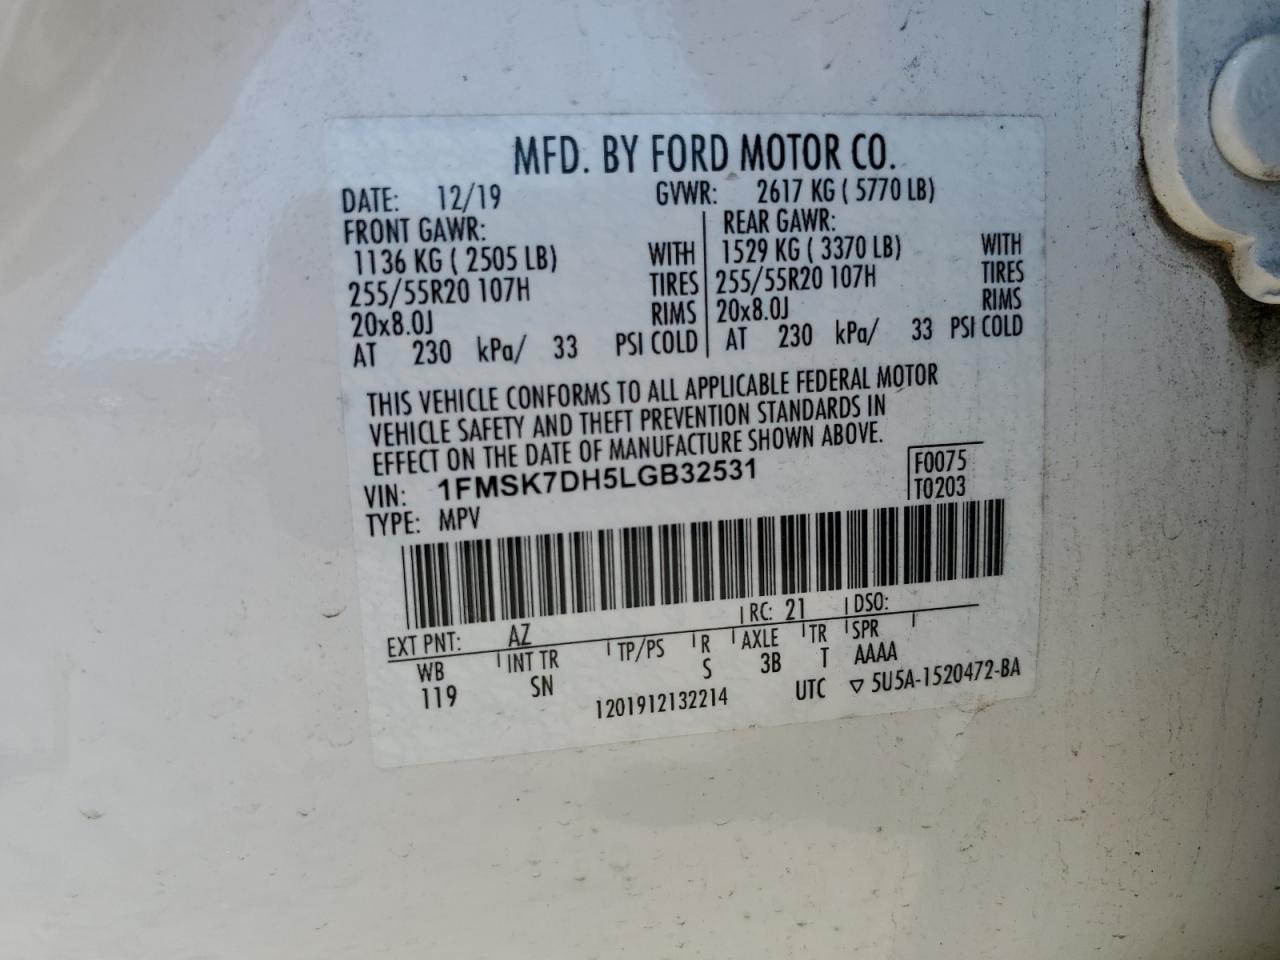 MFD. BY FORD MOTOR CO.
DATE: 12/19 GVWR: 2617 KG ( 5770 LB)
FRONT GAWR: REAR GAWR:
1136 KG ( 2505 LB) WITH 1529 KG ( 3370 LB) WITH
255/55R20 107H TIRES 255/55R20 107H TIRES
20x8.0J RIMS 20x8.0J RIMS
AT 230 kPa/ 33 PSI COLD AT 230 kPa/ 33 PSI COLD
THIS VEHICLE CONFORMS TO ALL APPLICABLE FEDERAL MOTOR
VEHICLE SAFETY AND THEFT PREVENTION STANDARDS IN
EFFECT ON THE DATE OF MANUFACTURE SHOWN ABOVE.
VIN: 1FMSK7DH5LGB32531 F0075
TYPE: MPV T0203
EXT PNT: AZ RC: 21 DSO:
WB INT TR TP/PS R AXLE TR SPR
119 SN S 3B T AAAA
1201912132214 UTC ▽ 5U5A-1520472-BA